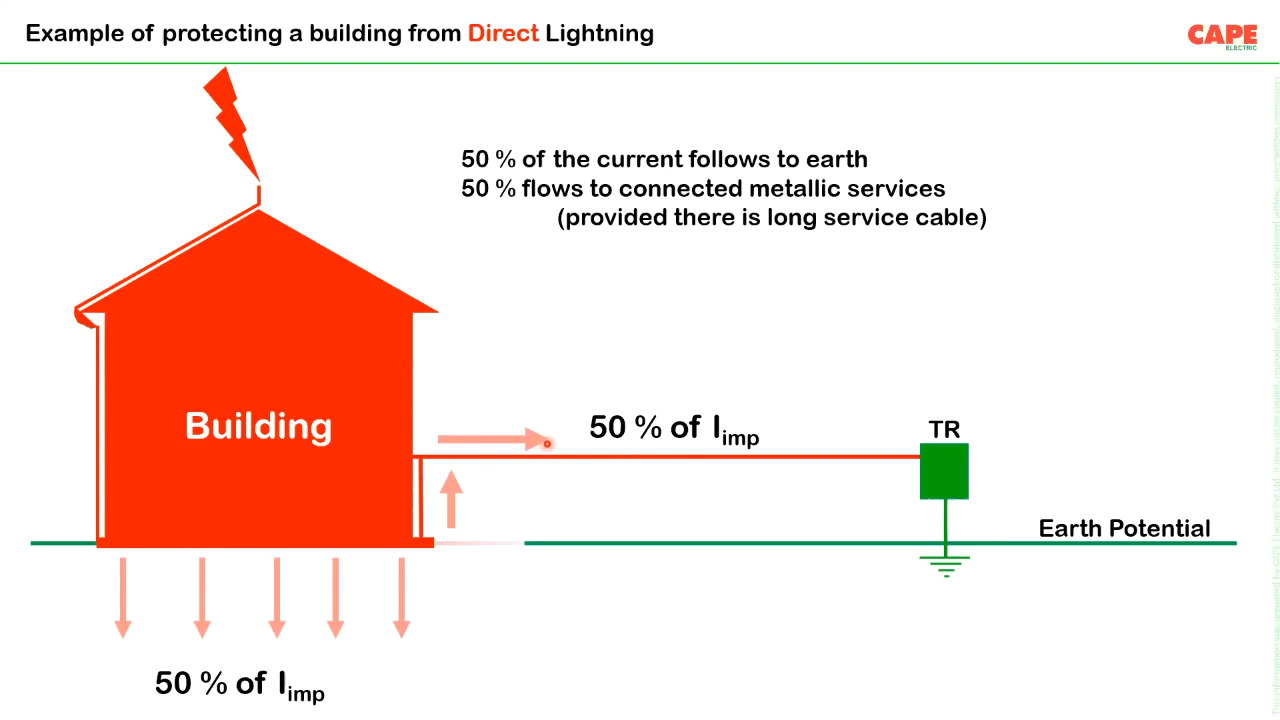 Example of protecting a building from Direct Lightning
CAPE
ELECTRIC
50 % of the current follows to earth
50 % flows to connected metallic services
(provided there is long service cable)
Building
50 % of Iimp
TR
Earth Potential
50 % of Iimp